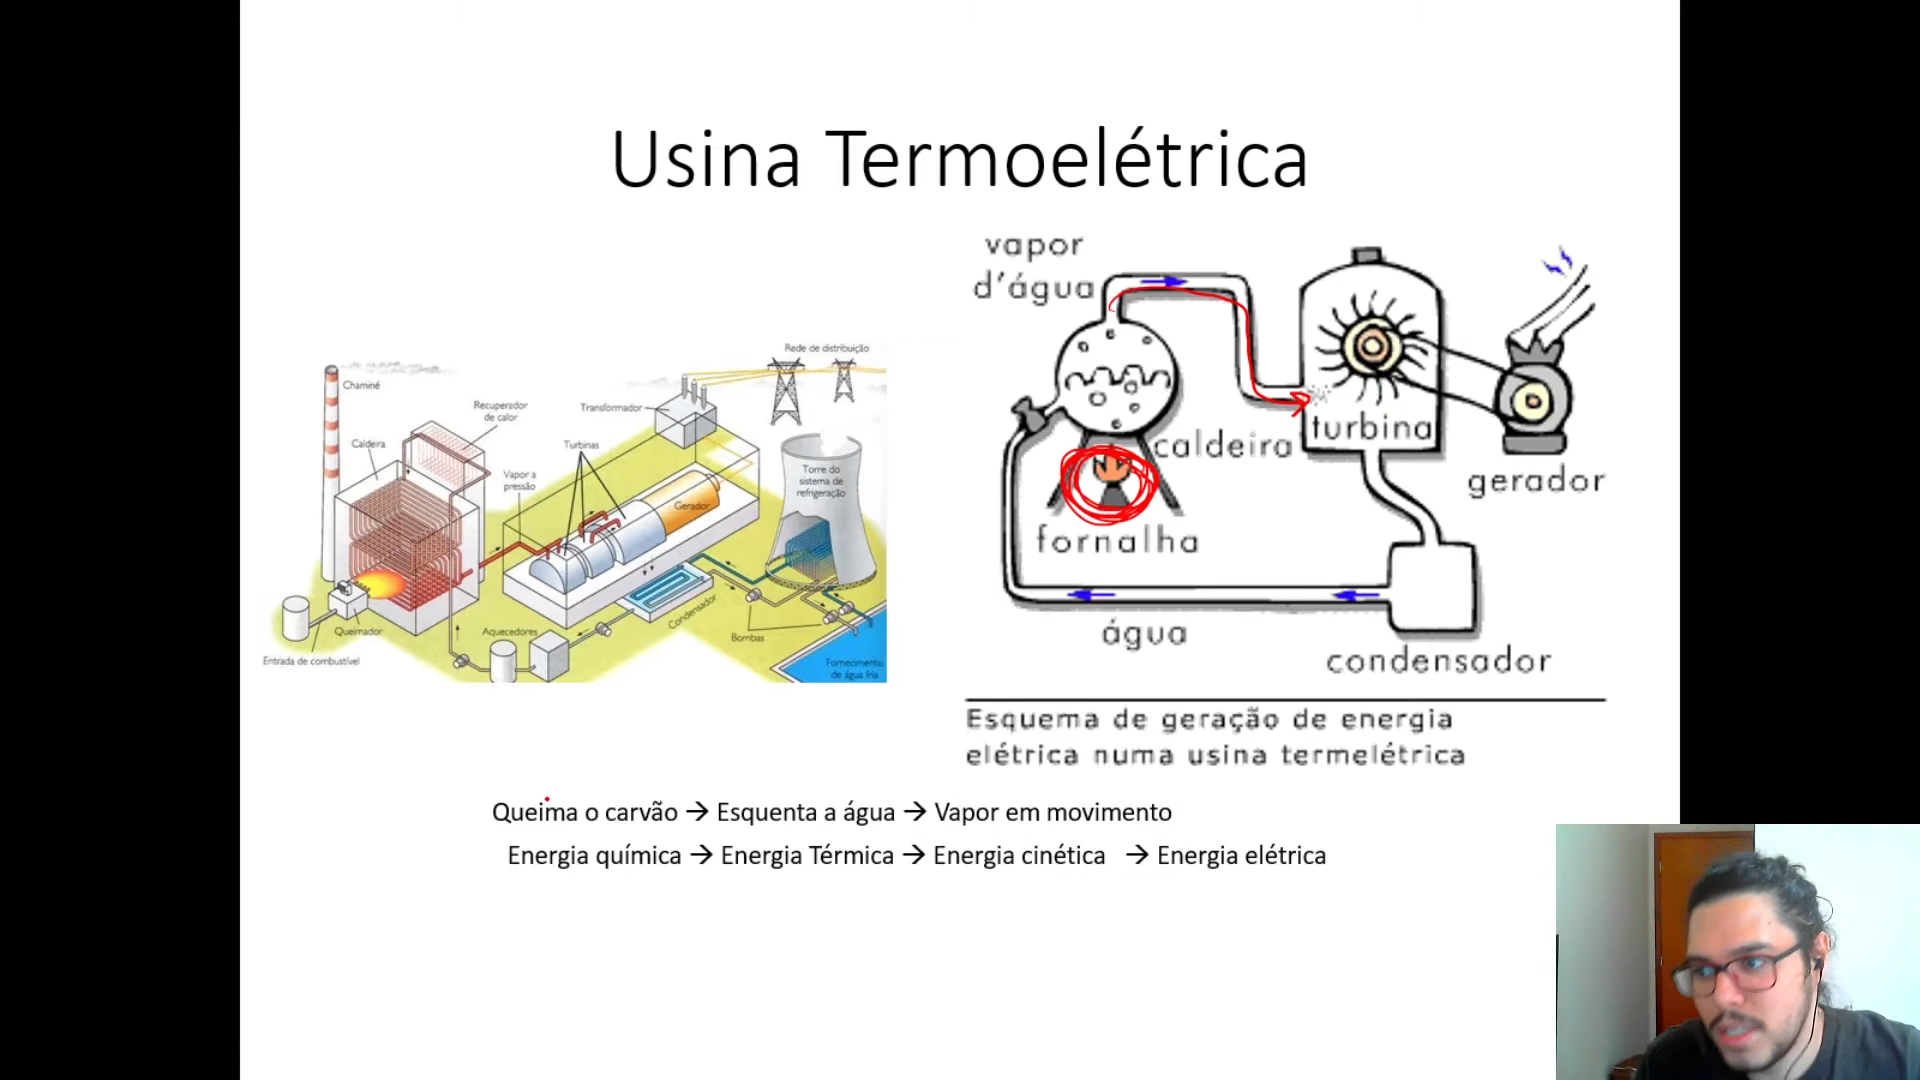 Usina Termoelétrica
Rede de distribuição
Chaminé
Recuperador
de calor
Transformador
Caldeira
Turbinas
Vapor a
pressão
Torre do
sistema de
refrigeração
Gerador
Queimador
Aquecedores
Condensador
Bombas
Entrada de combustível
Fornecimento
de água fria
vapor
d'água
caldeira
turbina
gerador
fornalha
água
condensador
Esquema de geração de energia
elétrica numa usina termelétrica
Queima o carvão → Esquenta a água → Vapor em movimento
Energia química → Energia Térmica → Energia cinética → Energia elétrica